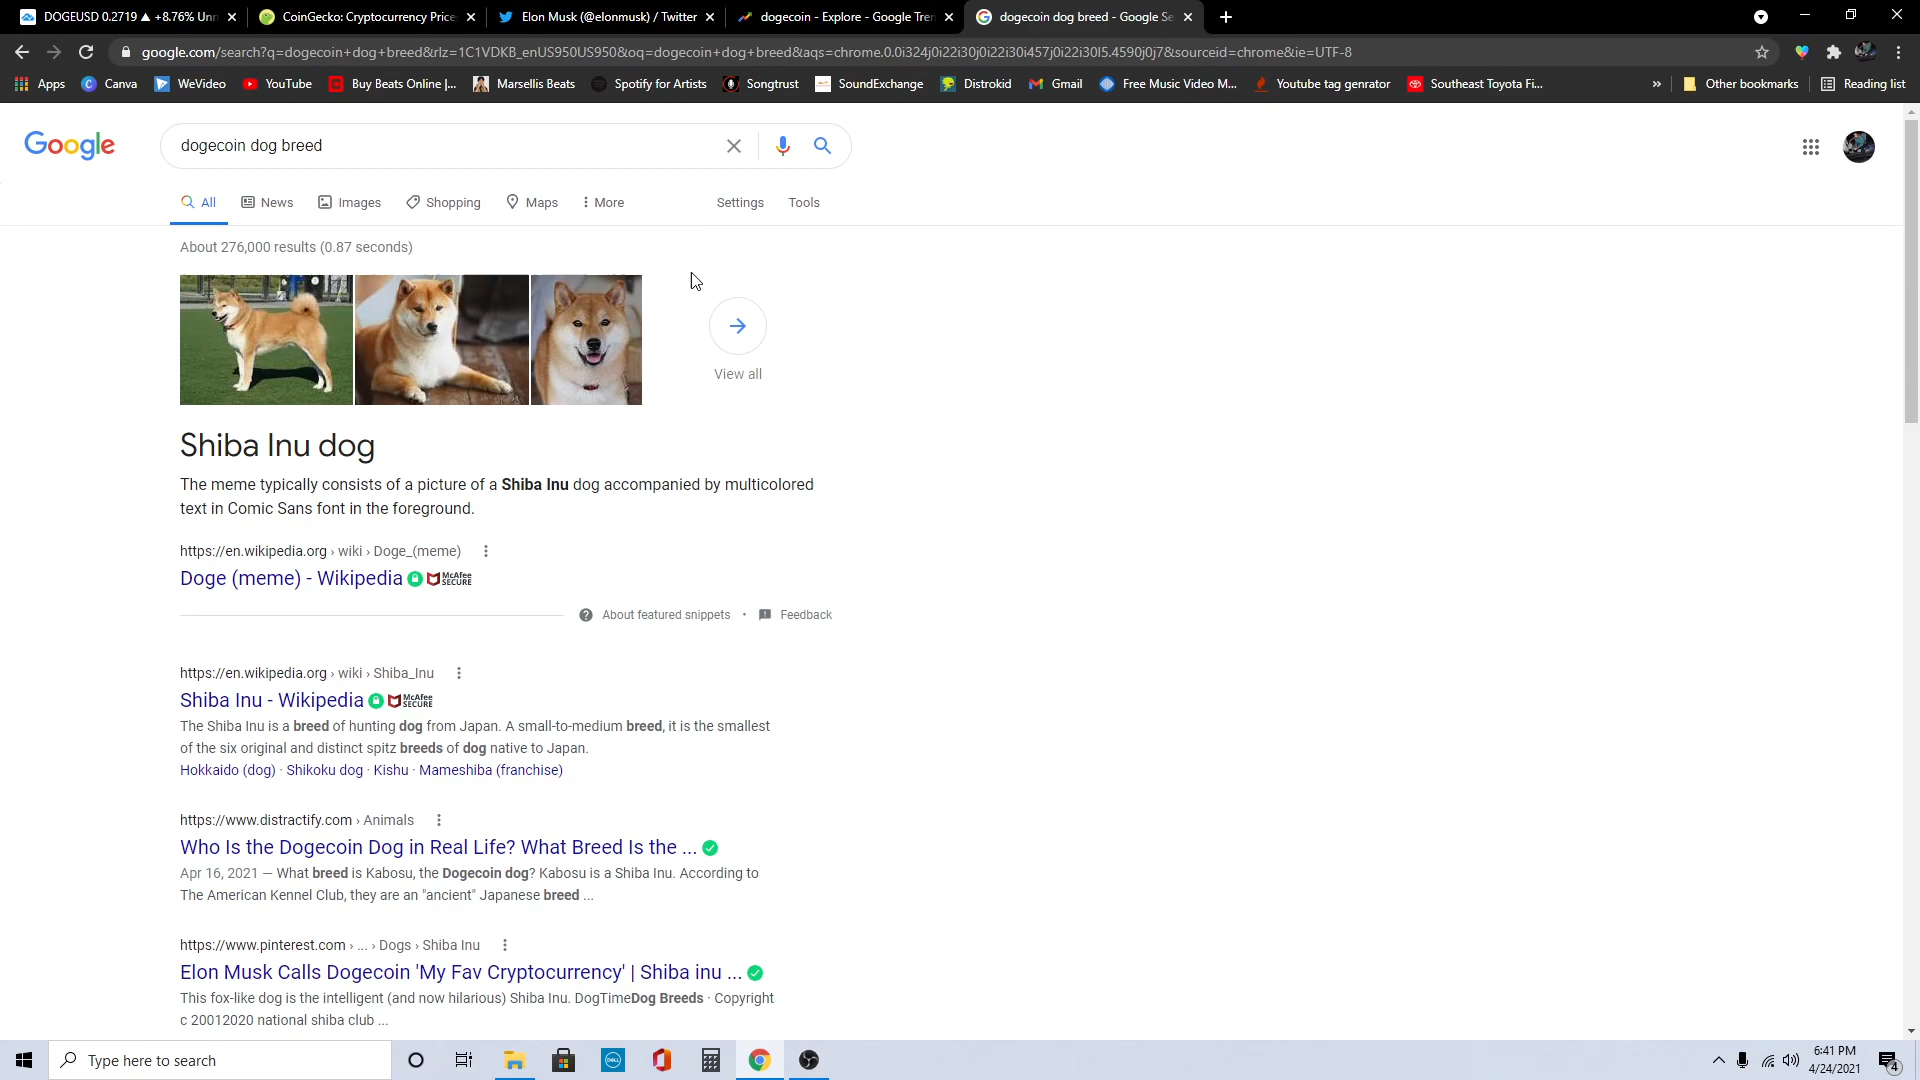 DOGEUSD 0.2719 ▲ +8.76% Unn
CoinGecko: Cryptocurrency Price
Elon Musk (@elonmusk) / Twitter
dogecoin - Explore - Google Tren
dogecoin dog breed - Google Se
google.com/search?q=dogecoin+dog+breed&rlz=1C1VDKB_enUS950US950&oq=dogecoin+dog+breed&aqs=chrome.0.0i324j0i22i30j0i22i30i457j0i22i30l5.4590j0j7&sourceid=chrome&ie=UTF-8
Apps Canva WeVideo YouTube Buy Beats Online |... Marsellis Beats Spotify for Artists Songtrust SoundExchange Distrokid Gmail Free Music Video M... Youtube tag genrator Southeast Toyota Fi... » Other bookmarks Reading list
Google
dogecoin dog breed
All News Images Shopping Maps More Settings Tools
About 276,000 results (0.87 seconds)
View all
Shiba Inu dog
The meme typically consists of a picture of a Shiba Inu dog accompanied by multicolored
text in Comic Sans font in the foreground.
https://en.wikipedia.org › wiki › Doge_(meme)
Doge (meme) - Wikipedia McAfee SECURE
About featured snippets • Feedback
https://en.wikipedia.org › wiki › Shiba_Inu
Shiba Inu - Wikipedia McAfee SECURE
The Shiba Inu is a breed of hunting dog from Japan. A small-to-medium breed, it is the smallest
of the six original and distinct spitz breeds of dog native to Japan.
Hokkaido (dog) · Shikoku dog · Kishu · Mameshiba (franchise)
https://www.distractify.com › Animals
Who Is the Dogecoin Dog in Real Life? What Breed Is the ...
Apr 16, 2021 — What breed is Kabosu, the Dogecoin dog? Kabosu is a Shiba Inu. According to
The American Kennel Club, they are an "ancient" Japanese breed ...
https://www.pinterest.com › ... › Dogs › Shiba Inu
Elon Musk Calls Dogecoin 'My Fav Cryptocurrency' | Shiba inu ...
This fox-like dog is the intelligent (and now hilarious) Shiba Inu. DogTimeDog Breeds · Copyright
c 20012020 national shiba club ...
Type here to search
DELL
6:41 PM
4/24/2021
4